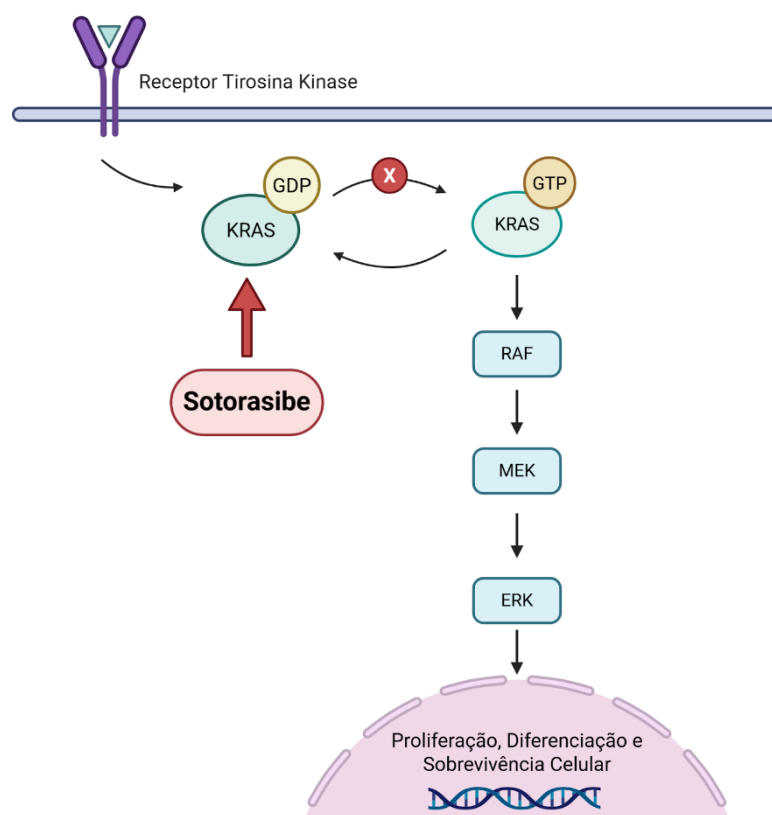 Receptor Tirosina Kinase
GDP
KRAS
X
GTP
KRAS
Sotorasibe
RAF
MEK
ERK
Proliferação, Diferenciação e
Sobrevivência Celular